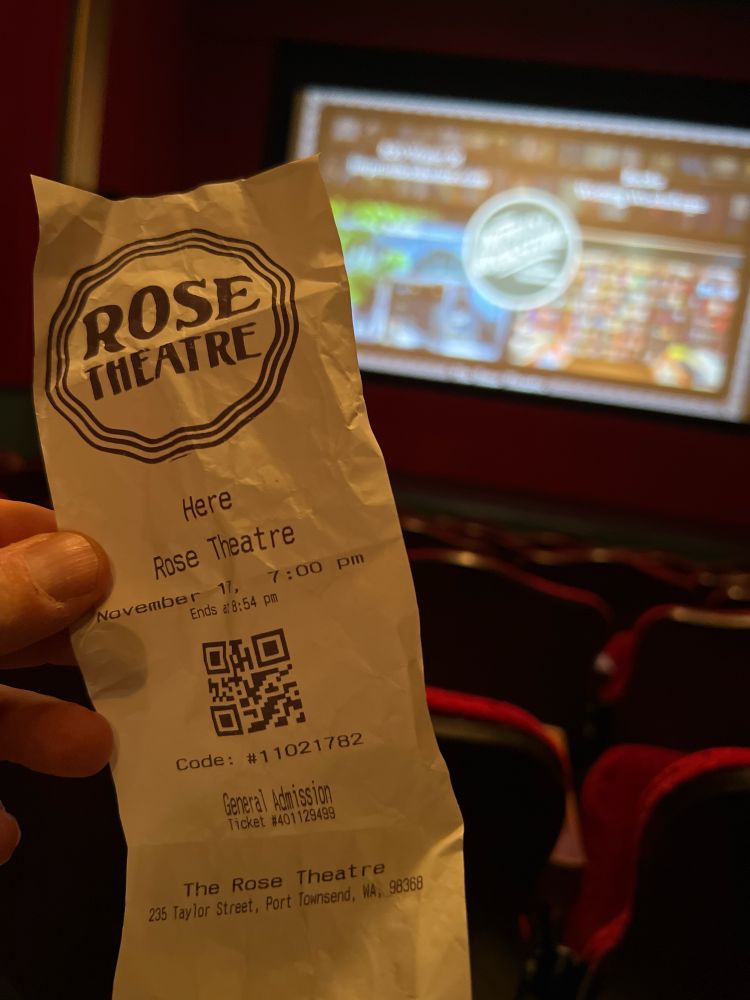 ROSE
THEATRE
Here
Rose Theatre
November 17, 7:00 pm
Ends at 8:54 pm
Code: #11021782
General Admission
Ticket #401129499
The Rose Theatre
235 Taylor Street, Port Townsend, WA, 98368